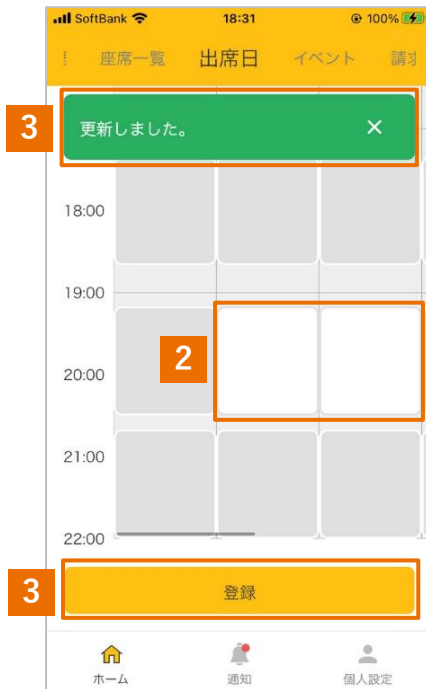 SoftBank 18:31 100%
座席一覧 出席日 イベント
3 更新しました。 ×
18:00
19:00
2
20:00
21:00
22:00
3 登録
ホーム 通知 個人設定